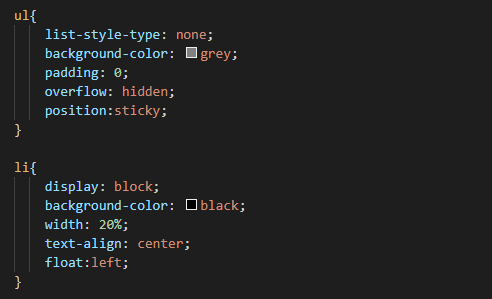 ul{
    list-style-type: none;
    background-color: grey;
    padding: 0;
    overflow: hidden;
    position:sticky;
}

li{
    display: block;
    background-color: black;
    width: 20%;
    text-align: center;
    float:left;
}